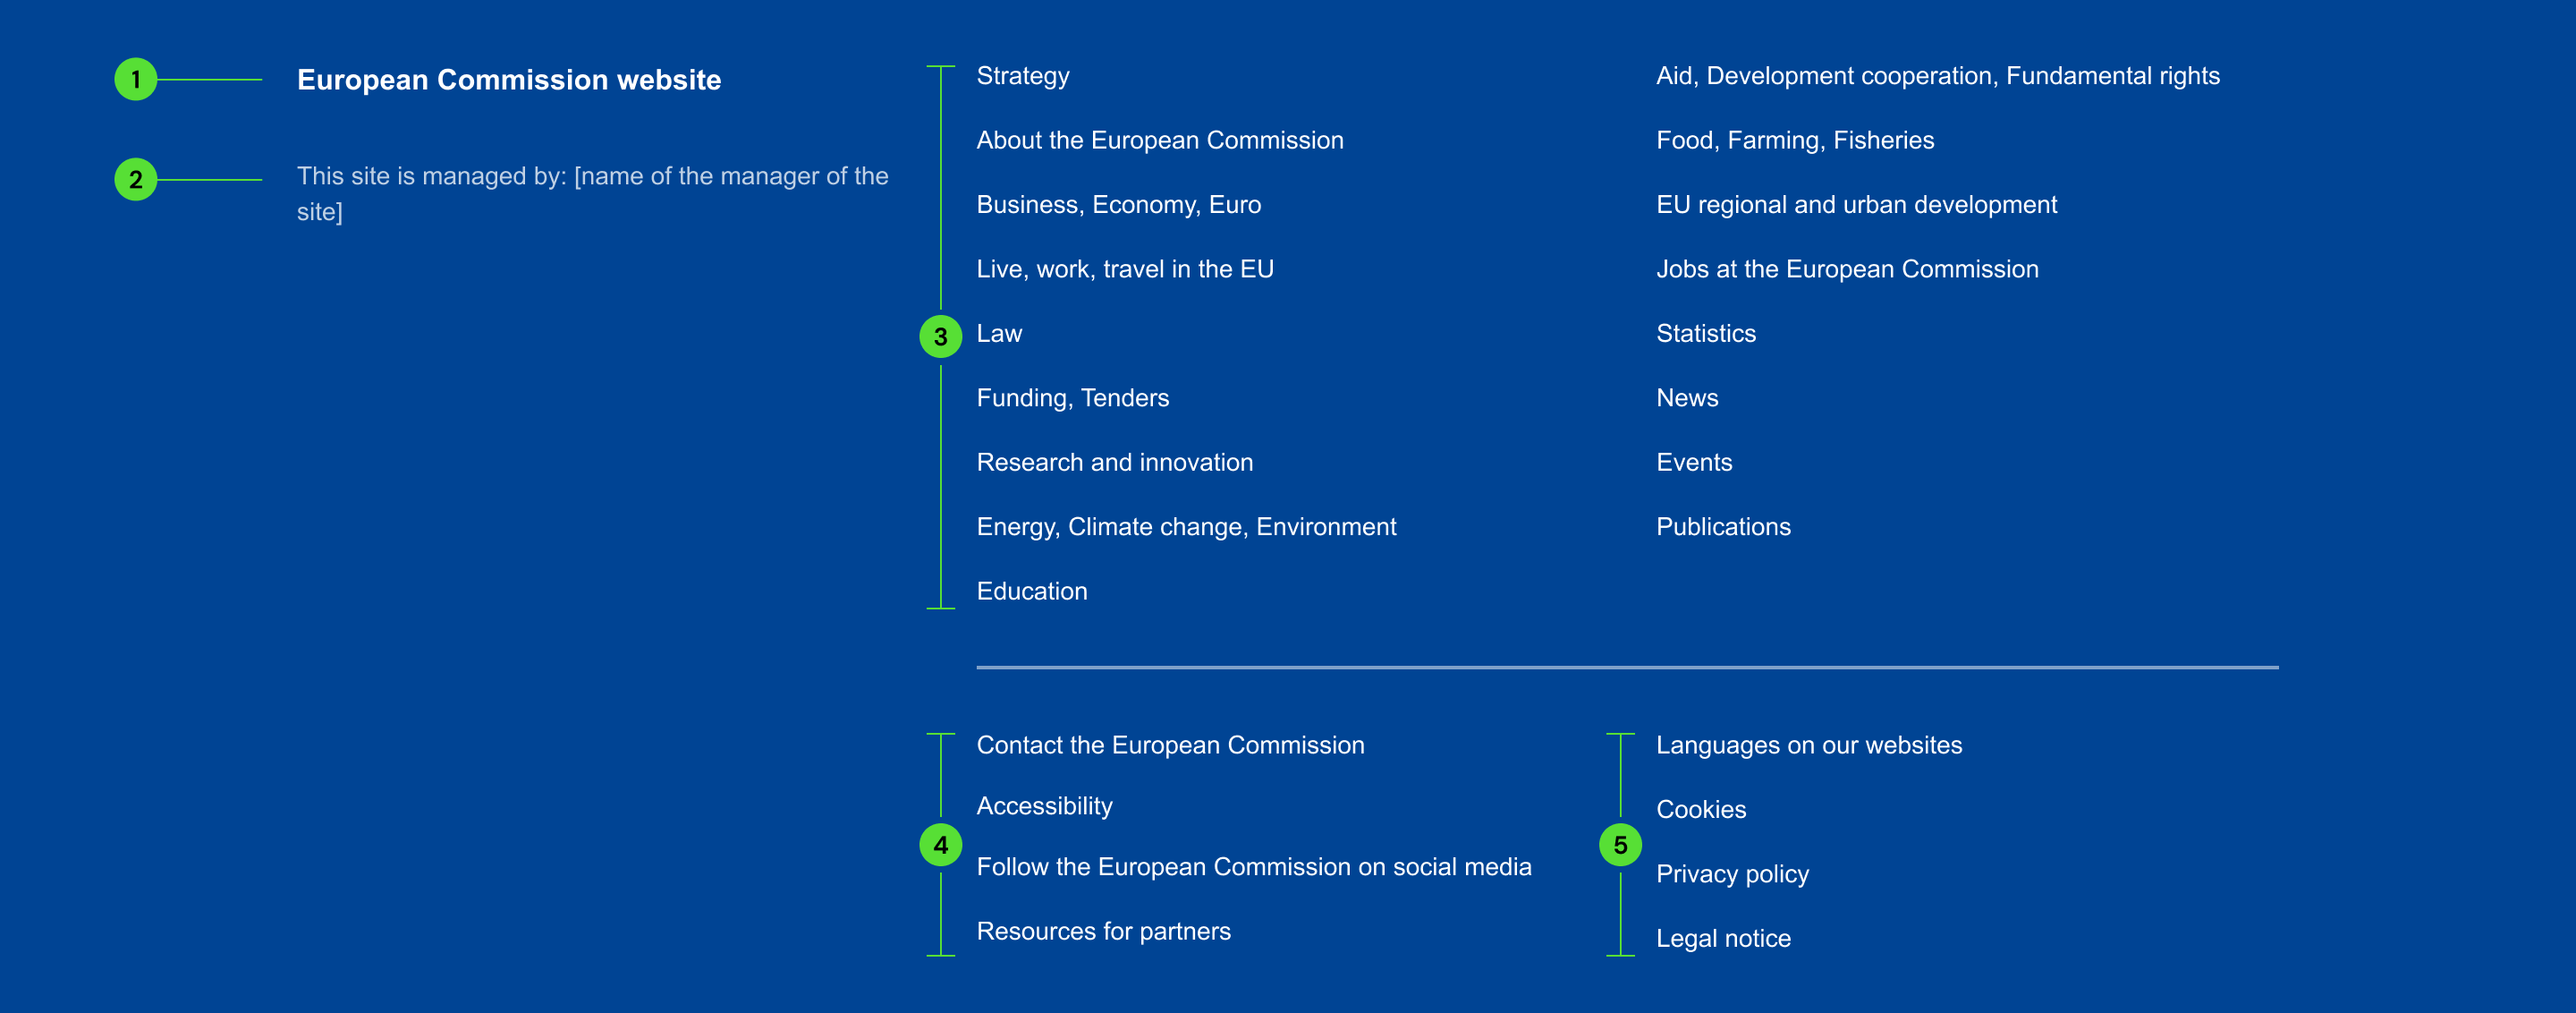 1
European Commission website
2
This site is managed by: [name of the manager of the
site]
3
Strategy
About the European Commission
Business, Economy, Euro
Live, work, travel in the EU
Law
Funding, Tenders
Research and innovation
Energy, Climate change, Environment
Education
Aid, Development cooperation, Fundamental rights
Food, Farming, Fisheries
EU regional and urban development
Jobs at the European Commission
Statistics
News
Events
Publications
4
Contact the European Commission
Accessibility
Follow the European Commission on social media
Resources for partners
5
Languages on our websites
Cookies
Privacy policy
Legal notice